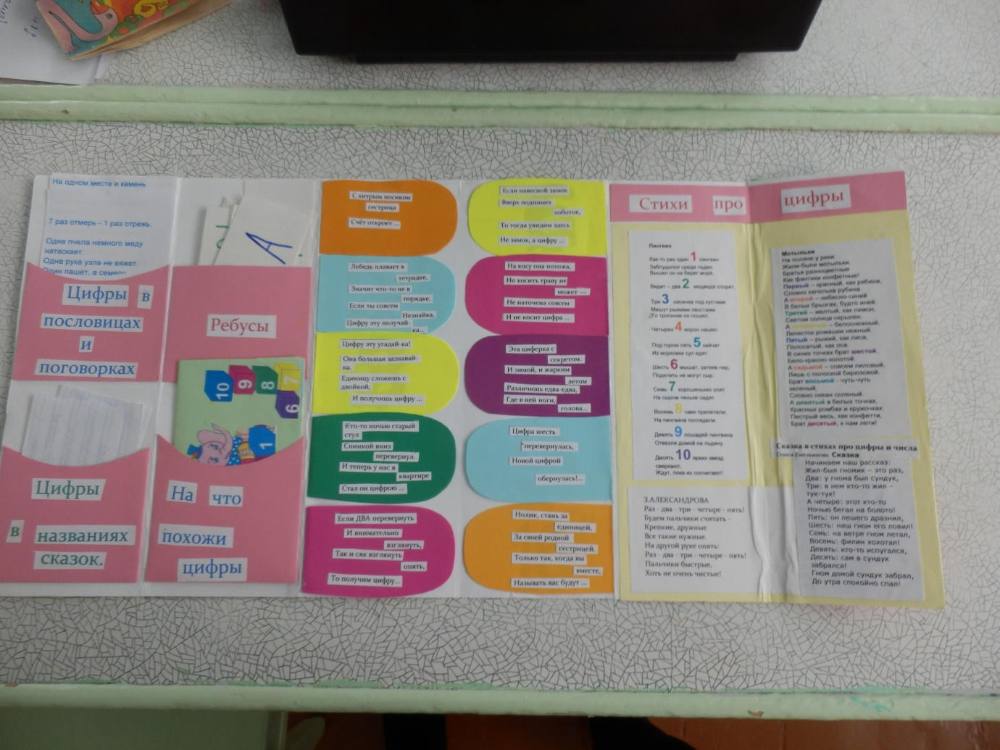 На одном месте и камень
7 раз отмерь - 1 раз отрежь.
Одна пчела немного меду
натаскает.
Одна рука узла не вяжет.
Один пашет, а семеро
Цифры в
пословицах
и
поговорках
Цифры
в названиях
сказок.
А
Ребусы
10 9 8 7
6
1
На что
похожи
цифры
С хитрым носиком
сестрица
Счёт откроет ...
Лебедь плавает в
тетрадке,
Значит что-то не в
порядке.
Если ты совсем
Незнайка,
Цифру эту получай-
ка...
Цифру эту угадай-ка!
Она большая зазнавай-
ка.
Единицу сложишь с
двойкой,
И получишь цифру ...
Кто-то ночью старый
стул
Спинкой вниз
перевернул.
И теперь у нас в
квартире
Стал он цифрою ...
Если ДВА перевернуть
И внимательно
взглянуть,
Так и сяк взглянуть
опять,
То получим цифру...
Если навесной замок
Вверх поднимет
хоботок,
То тогда увидим здесь
Не замок, а цифру ...
На косу она похожа,
Но косить траву не
может —
Не наточена совсем
И не косит цифра ...
Эта циферка с
секретом.
И зимой, и жарким
летом
Различишь едва-едва,
Где в ней ноги,
голова...
Цифра шесть
перевернулась,
Новой цифрой
обернулась!...
Нолик, стань за
единицей,
За своей родной
сестрицей.
Только так, когда вы
вместе,
Называть вас будут ...
Стихи про цифры
Пингвин
Как-то раз один 1 пингвин
Заблудился среди льдин.
Вышел он на берег моря,
Видит – два 2 медведя спорят.
Три 3 лисенка под кустами
Машут рыжими хвостами.
То тропинке он пошел,
Четырех 4 ворон нашел.
Под горою пять 5 зайчат
Из морковки суп едят.
Шесть 6 мышат, затеяв пир,
Поделить не могут сыр.
Семь 7 хорошеньких опят
На сыром пеньке сидят.
Восемь 8 чаек прилетели,
На пингвина поглядели.
Девять 9 лошадей пингвина
Отвезли домой на льдину.
Десять 10 ярких звезд
сверкают,
Ждут, пока их сосчитают!
З.АЛЕКСАНДРОВА
Раз - два - три - четыре - пять!
Будем пальчики считать -
Крепкие, дружные
Все такие нужные.
На другой руке опять:
Раз - два - три - четыре - пять!
Пальчики быстрые,
Хоть не очень чистые!
Мотыльки
На поляне у реки
Жили-были мотыльки.
Братья разноцветные
Как фантики конфетные!
Первый – красный, как рябина,
Словно капелька рубина.
А второй – небесно-синий
В белых брызгах, будто иней.
Третий – желтый, как лимон,
Светом солнца окрылён.
А четвертый – белоснежный,
Лепесток ромашки нежный.
Пятый – рыжий, как лиса,
Полосатый, как оса.
В синих точках брат шестой,
Бело-красно-золотой.
А седьмой – совсем лиловый,
Лишь с полоской бирюзовой.
Брат восьмой - чуть-чуть
зеленый,
Словно океан соленый.
А девятый в белых точках,
Красных ромбах и кружочках.
Пестрый весь, как конфетти,
Брат десятый, к нам лети!
Сказка в стихах про цифры и числа
Олеся Емельянова Сказка
Начинаем наш рассказ:
Жил-был гномик – это раз,
Два: у гнома был сундук,
Три: в нем кто-то жил –
тук-тук!
А четыре: этот кто-то
Ночью бегал на болото!
Пять: он лешего дразнил,
Шесть: наш гном его ловил!
Семь: на ветре гном летал,
Восемь: филин хохотал!
Девять: кто-то испугался,
Десять: сам в сундук
забрался!
Гном домой сундук забрал,
До утра спокойно спал!